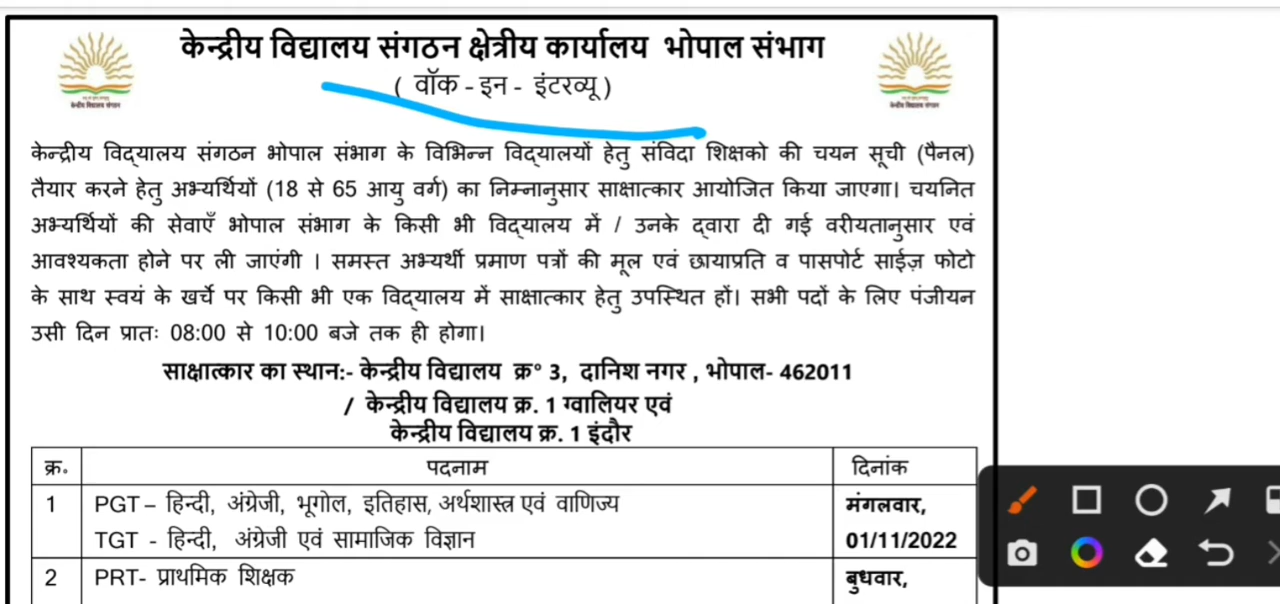 केन्द्रीय विद्यालय संगठन क्षेत्रीय कार्यालय भोपाल संभाग
( वॉक - इन - इंटरव्यू )
केन्द्रीय विद्यालय संगठन भोपाल संभाग के विभिन्न विद्यालयों हेतु संविदा शिक्षको की चयन सूची (पैनल)
तैयार करने हेतु अभ्यर्थियों (18 से 65 आयु वर्ग) का निम्नानुसार साक्षात्कार आयोजित किया जाएगा। चयनित
अभ्यर्थियों की सेवाएँ भोपाल संभाग के किसी भी विद्यालय में / उनके द्वारा दी गई वरीयतानुसार एवं
आवश्यकता होने पर ली जाएंगी । समस्त अभ्यर्थी प्रमाण पत्रों की मूल एवं छायाप्रति व पासपोर्ट साईज़ फोटो
के साथ स्वयं के खर्चे पर किसी भी एक विद्यालय में साक्षात्कार हेतु उपस्थित हों। सभी पदों के लिए पंजीयन
उसी दिन प्रातः 08:00 से 10:00 बजे तक ही होगा।
साक्षात्कार का स्थान:- केन्द्रीय विद्यालय क्र॰ 3, दानिश नगर , भोपाल- 462011
/ केन्द्रीय विद्यालय क्र. 1 ग्वालियर एवं
केन्द्रीय विद्यालय क्र. 1 इंदौर
क्र॰ पदनाम दिनांक
1 PGT – हिन्दी, अंग्रेजी, भूगोल, इतिहास, अर्थशास्त्र एवं वाणिज्य मंगलवार,
TGT - हिन्दी, अंग्रेजी एवं सामाजिक विज्ञान 01/11/2022
2 PRT- प्राथमिक शिक्षक बुधवार,